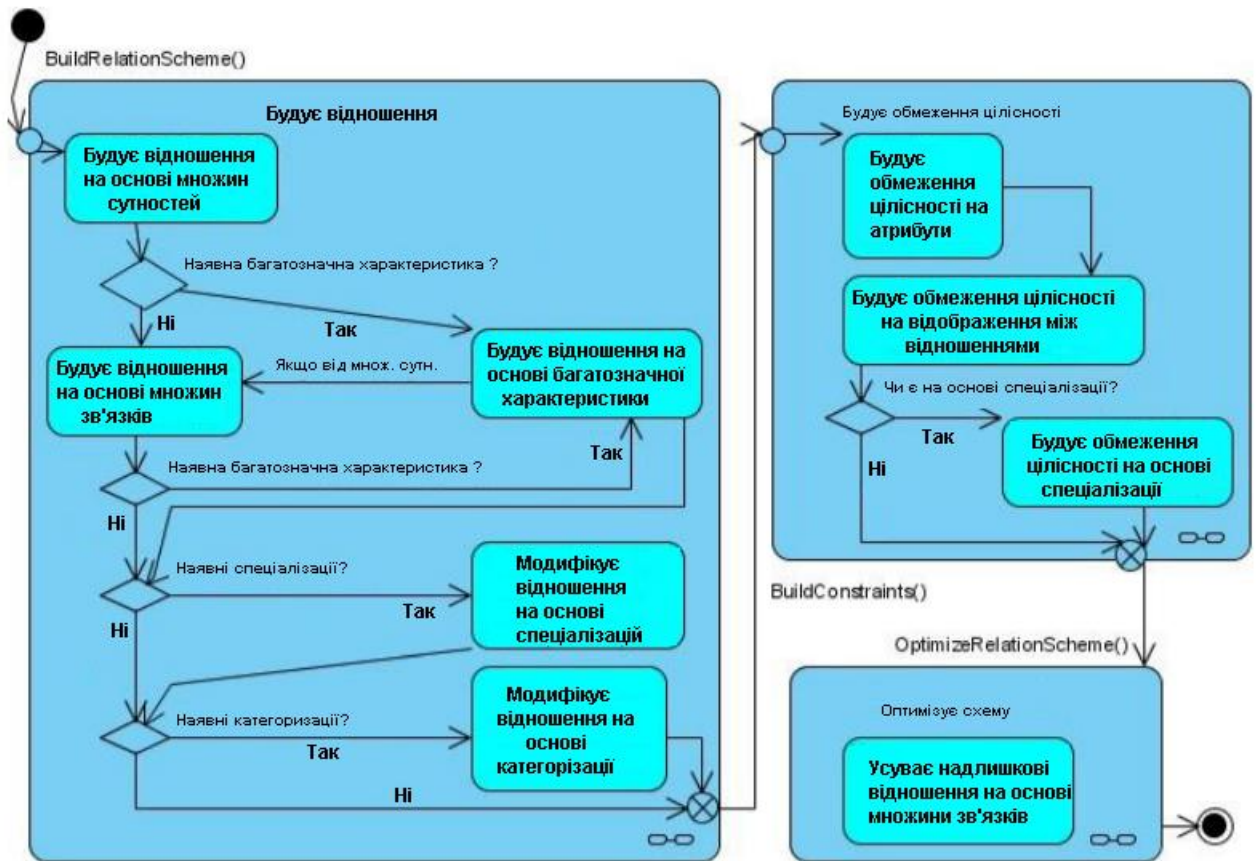 BuildRelationScheme()
Будує відношення
Будує відношення
на основі множин
сутностей
Наявна багатозначна характеристика ?
Ні
Так
Будує відношення
на основі множин
зв'язків
Якщо від множ. сутн.
Будує відношення на
основі багатозначної
характеристики
Так
Наявна багатозначна характеристика ?
Ні
Наявні спеціалізації?
Так
Ні
Модифікує
відношення
на основі
спеціалізацій
Наявні категоризації?
Так
Ні
Модифікує
відношення на
основі
категорізації
Будує обмеження цілісності
Будує
обмеження
цілісності на
атрибути
Будує обмеження цілісності
на відображення між
відношеннями
Чи є на основі спеціалізації?
Так
Ні
Будує обмеження
цілісності на основі
спеціалізації
BuildConstraints()
OptimizeRelationScheme()
Оптимізує схему
Усуває надлишкові
відношення на основі
множини зв'язків